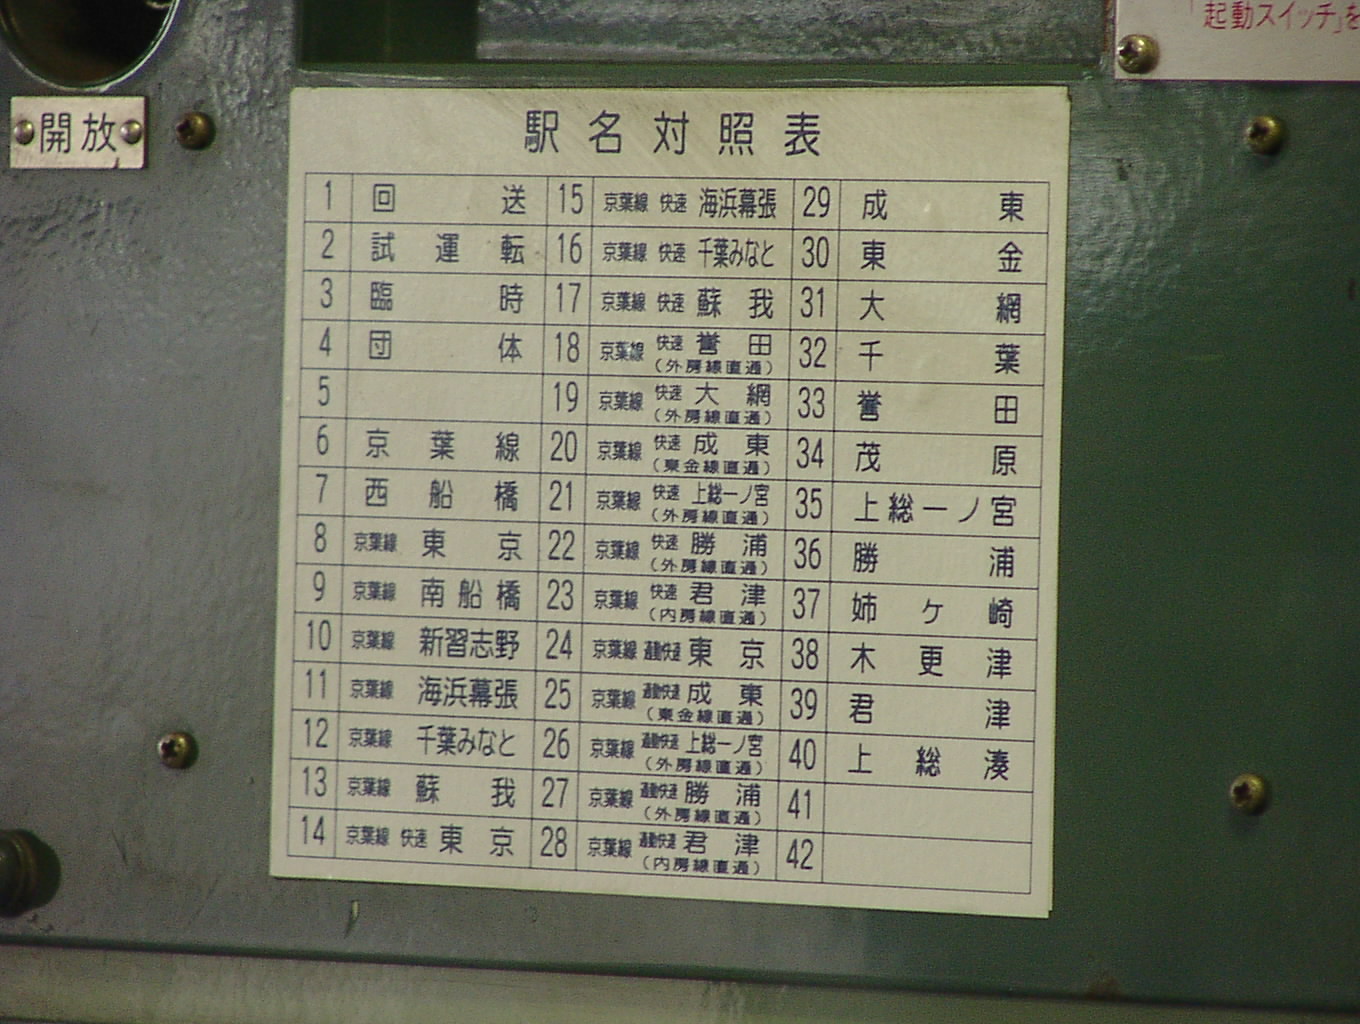 起動スイッチ」を
開放
駅名対照表
1 回送 15 京葉線 快速 海浜幕張 29 成東
2 試運転 16 京葉線 快速 千葉みなと 30 東金
3 臨時 17 京葉線 快速 蘇我 31 大網
4 団体 18 京葉線 快速 誉田 (外房線直通) 32 千葉
5 19 京葉線 快速 大網 (外房線直通) 33 誉田
6 京葉線 20 京葉線 快速 成東 (東金線直通) 34 茂原
7 西船橋 21 京葉線 快速 上総一ノ宮 (外房線直通) 35 上総一ノ宮
8 京葉線 東京 22 京葉線 快速 勝浦 (外房線直通) 36 勝浦
9 京葉線 南船橋 23 京葉線 快速 君津 (内房線直通) 37 姉ケ崎
10 京葉線 新習志野 24 京葉線 通勤快速 東京 38 木更津
11 京葉線 海浜幕張 25 京葉線 通勤快速 成東 (東金線直通) 39 君津
12 京葉線 千葉みなと 26 京葉線 通勤快速 上総一ノ宮 (外房線直通) 40 上総湊
13 京葉線 蘇我 27 京葉線 通勤快速 勝浦 (外房線直通) 41
14 京葉線 快速 東京 28 京葉線 通勤快速 君津 (内房線直通) 42